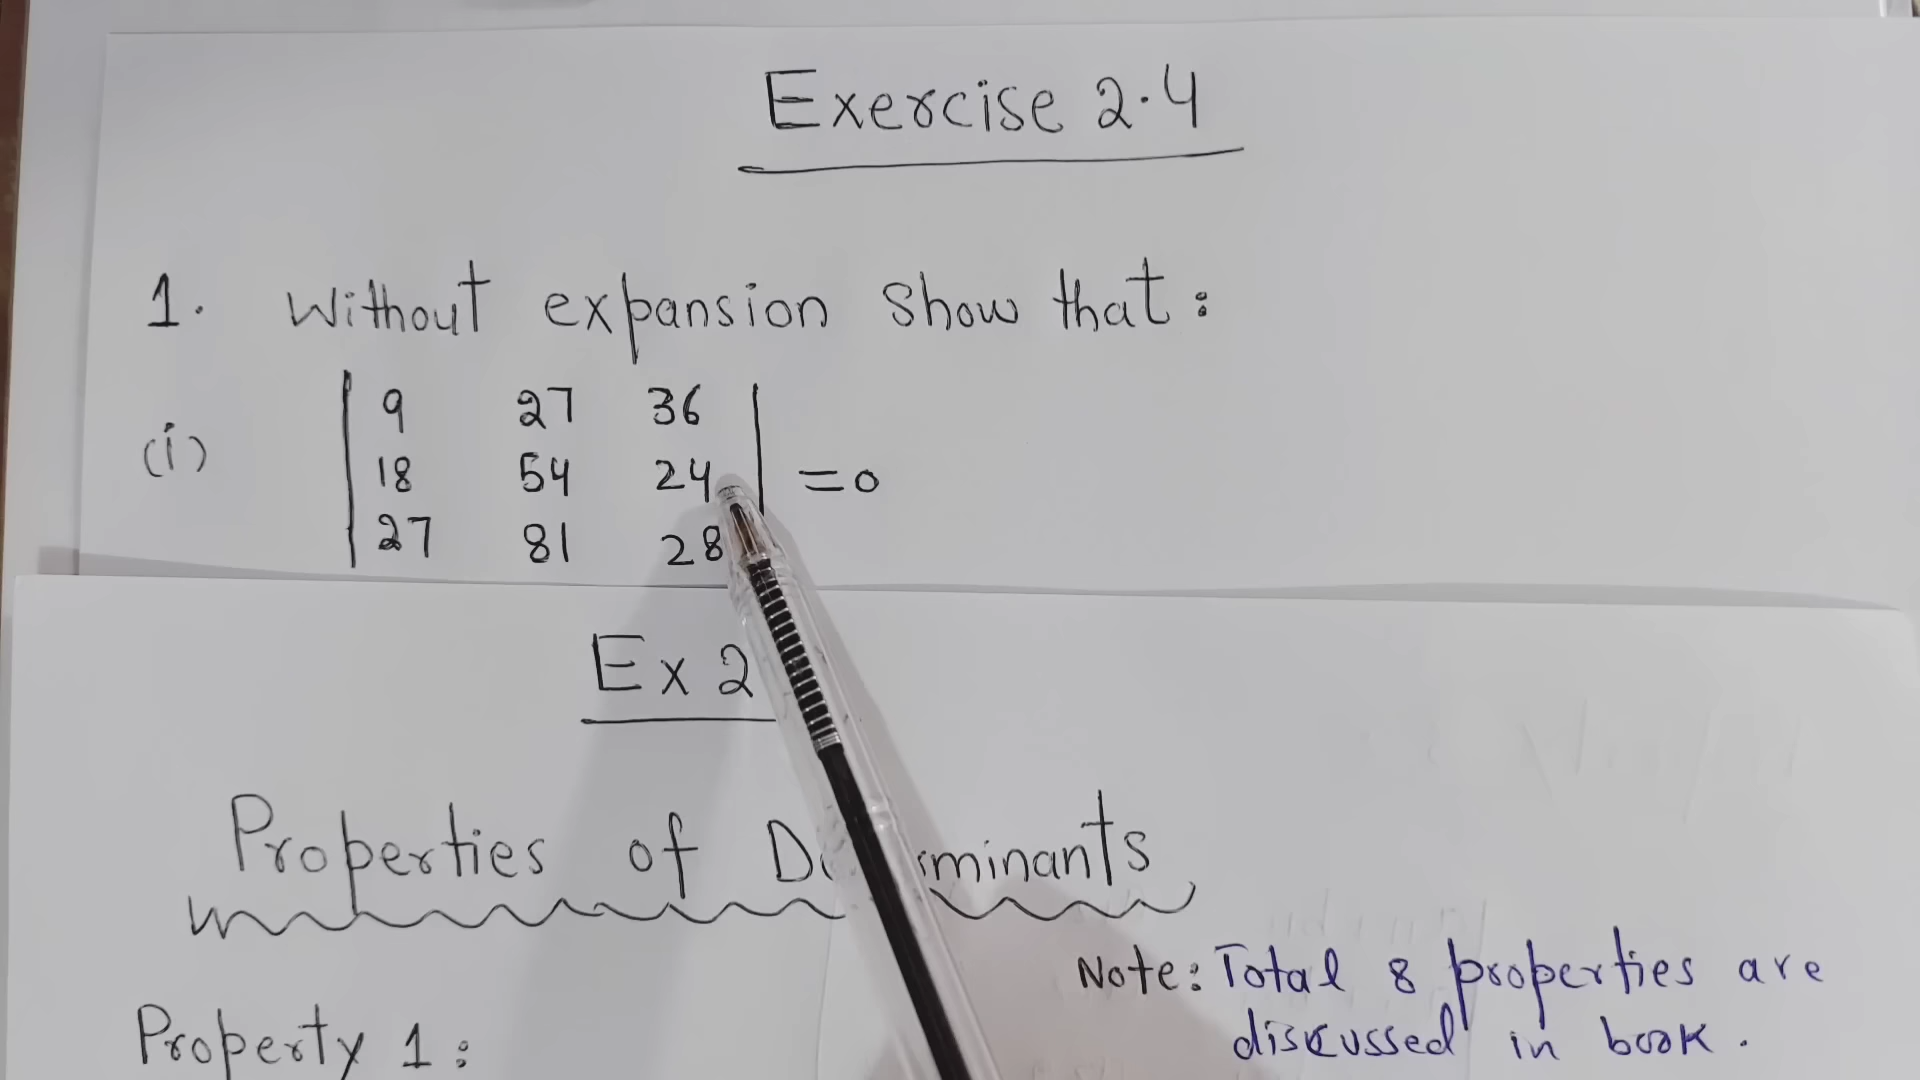 Exercise 2.4
1. Without expansion show that:
(i) | 9 27 36 |
| 18 54 24 | =0
| 27 81 28
Ex 2
Properties of
Note: Total 8 properties are
discussed in book.
Property 1: